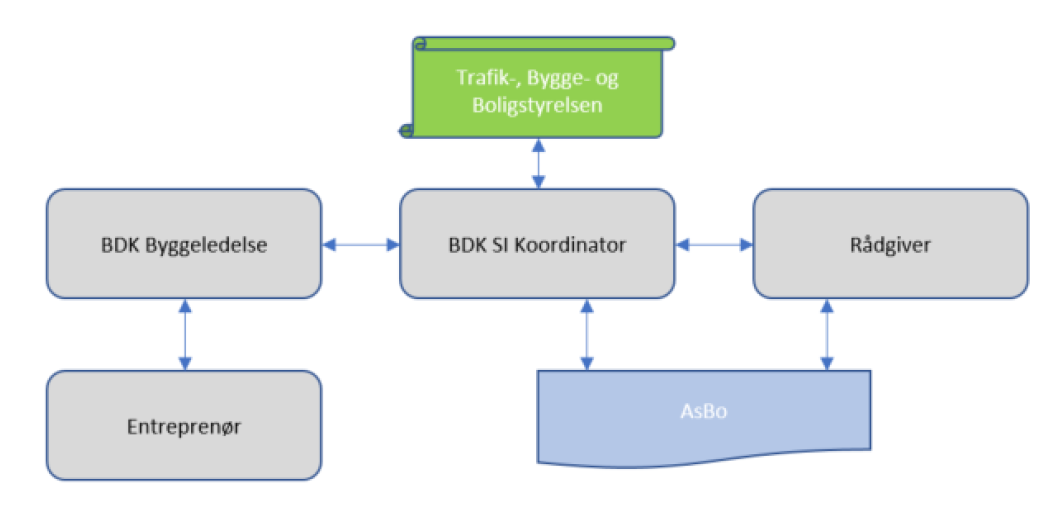 Trafik-, Bygge- og
Boligstyrelsen
BDK Byggeledelse
BDK SI Koordinator
Rådgiver
Entreprenør
AsBo